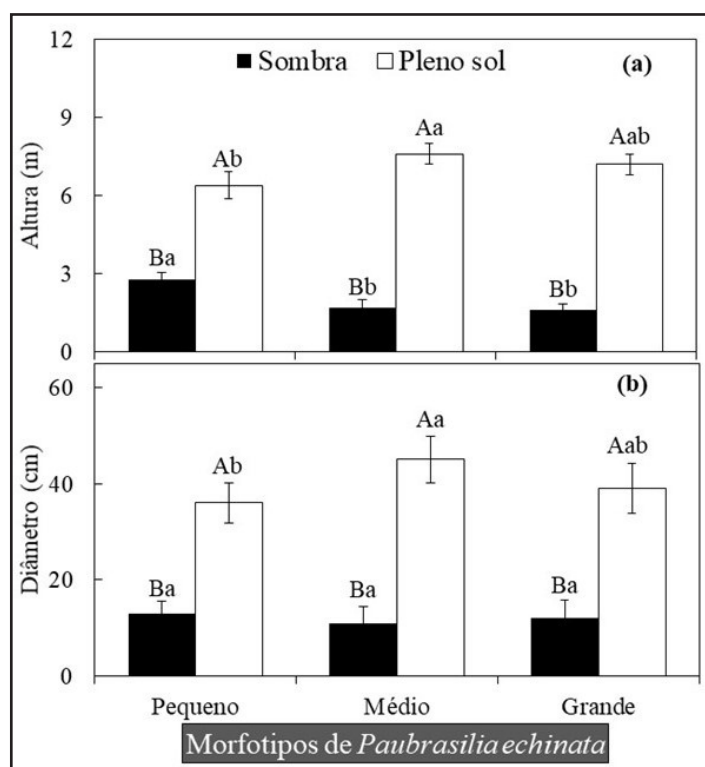 12
Sombra Pleno sol (a)
9
6
3
0
Altura (m)
Ba Ab Bb Aa Bb Aab
60
(b)
40
20
0
Diâmetro (cm)
Ba Ab Ba Aa Ba Aab
Pequeno Médio Grande
Morfotipos de Paubrasilia echinata